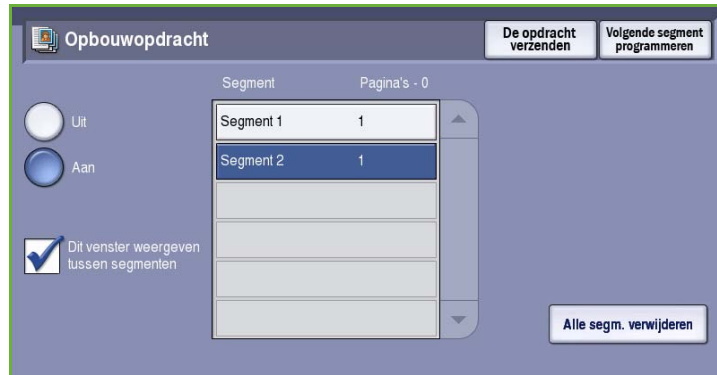 Opbouwopdracht
De opdracht
verzenden
Volgende segment
programmeren
Segment Pagina's - 0
Uit
Aan
Segment 1 1
Segment 2 1
Dit venster weergeven
tussen segmenten
Alle segm. verwijderen